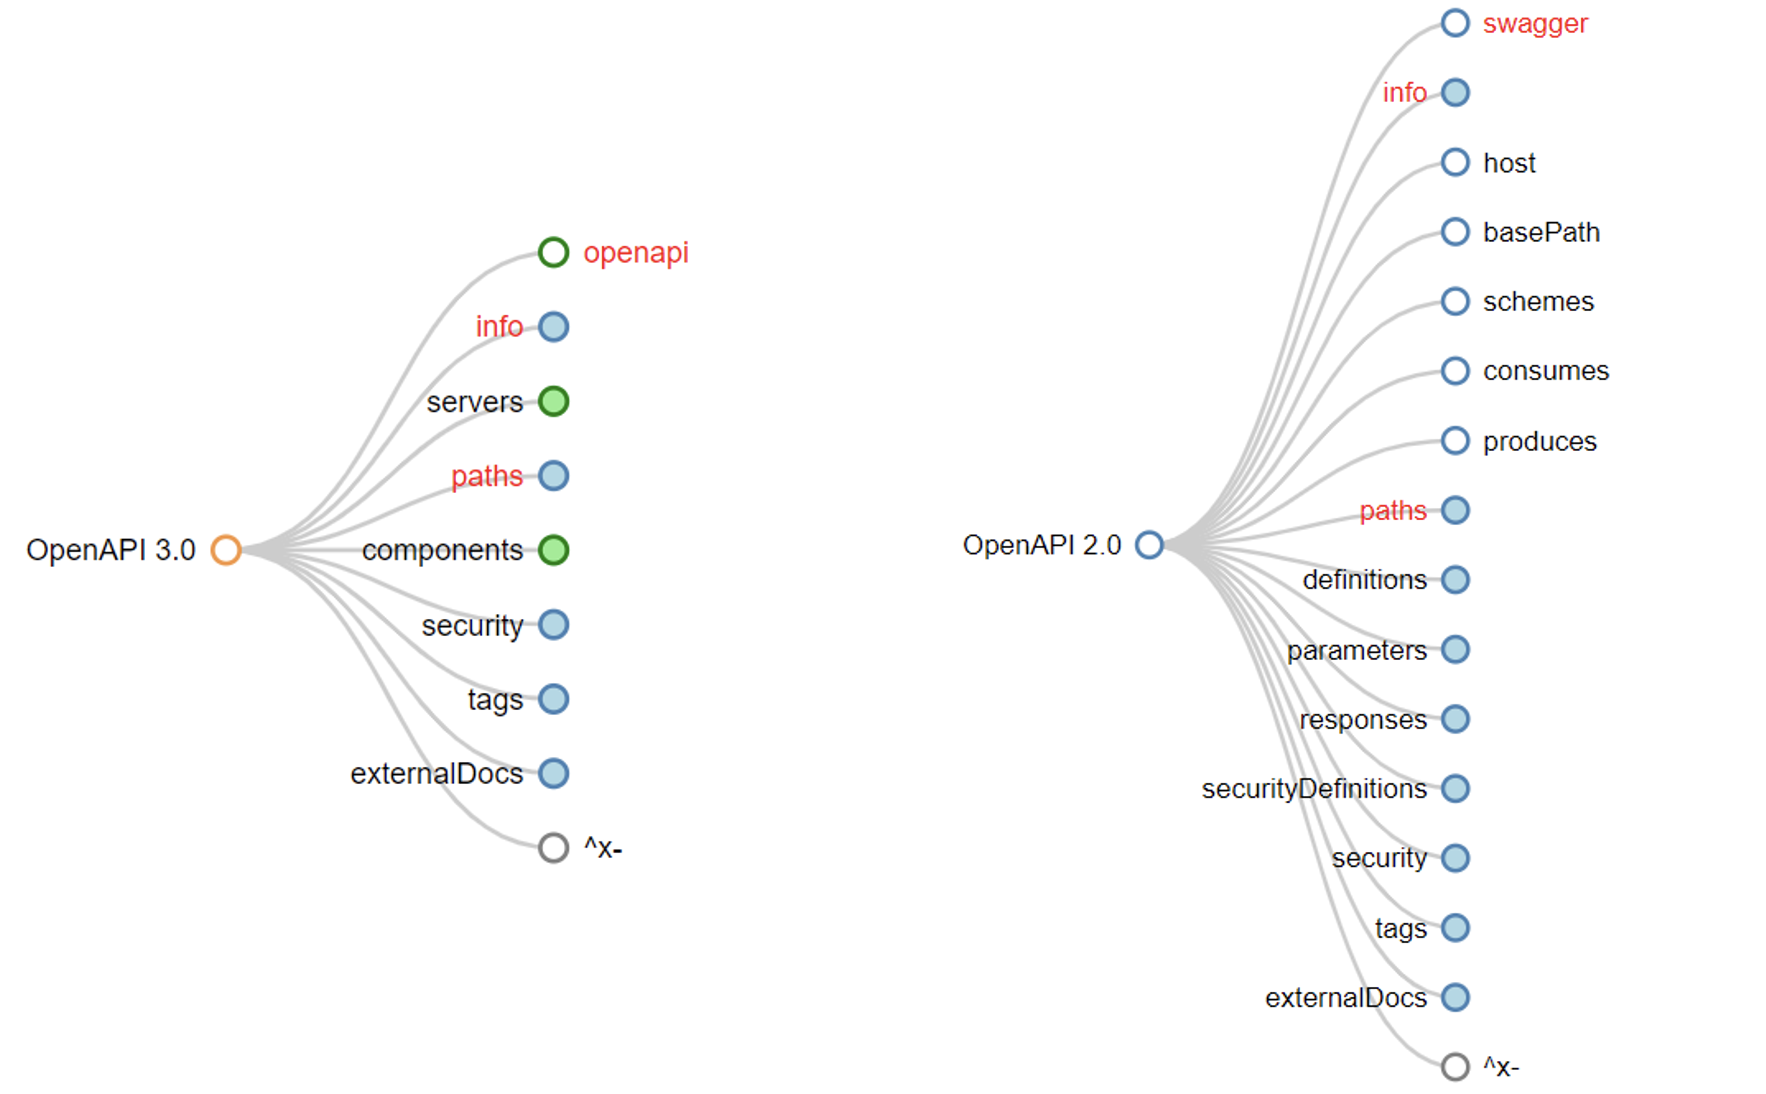 OpenAPI 3.0
openapi
info
servers
paths
components
security
tags
externalDocs
^x-
OpenAPI 2.0
swagger
info
host
basePath
schemes
consumes
produces
paths
definitions
parameters
responses
securityDefinitions
security
tags
externalDocs
^x-